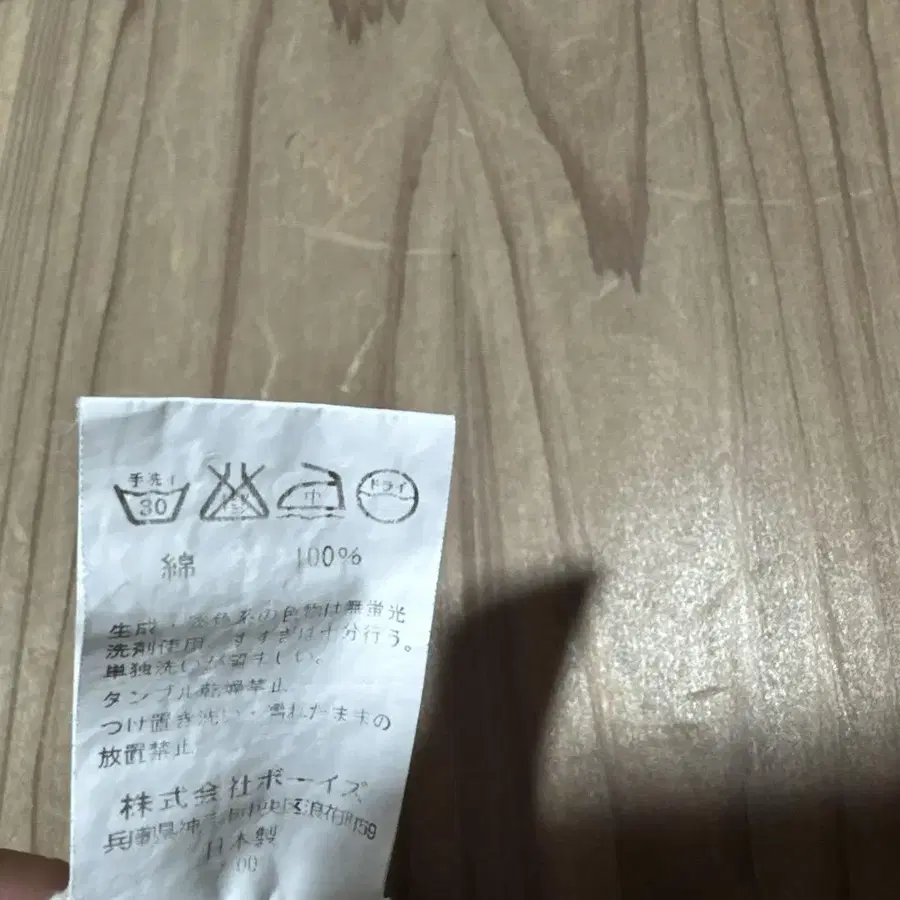 手洗イ
30
中
ドライ
綿 100%
生成・淡色系の色物は無蛍光
洗剤使用。すすぎは十分行う。
単独洗いが望ましい。
タンブル乾燥禁止
つけ置き洗い・濡れたままの
放置禁止
株式会社ボーイズ
兵庫県神戸市中央区浪花町59
日本製